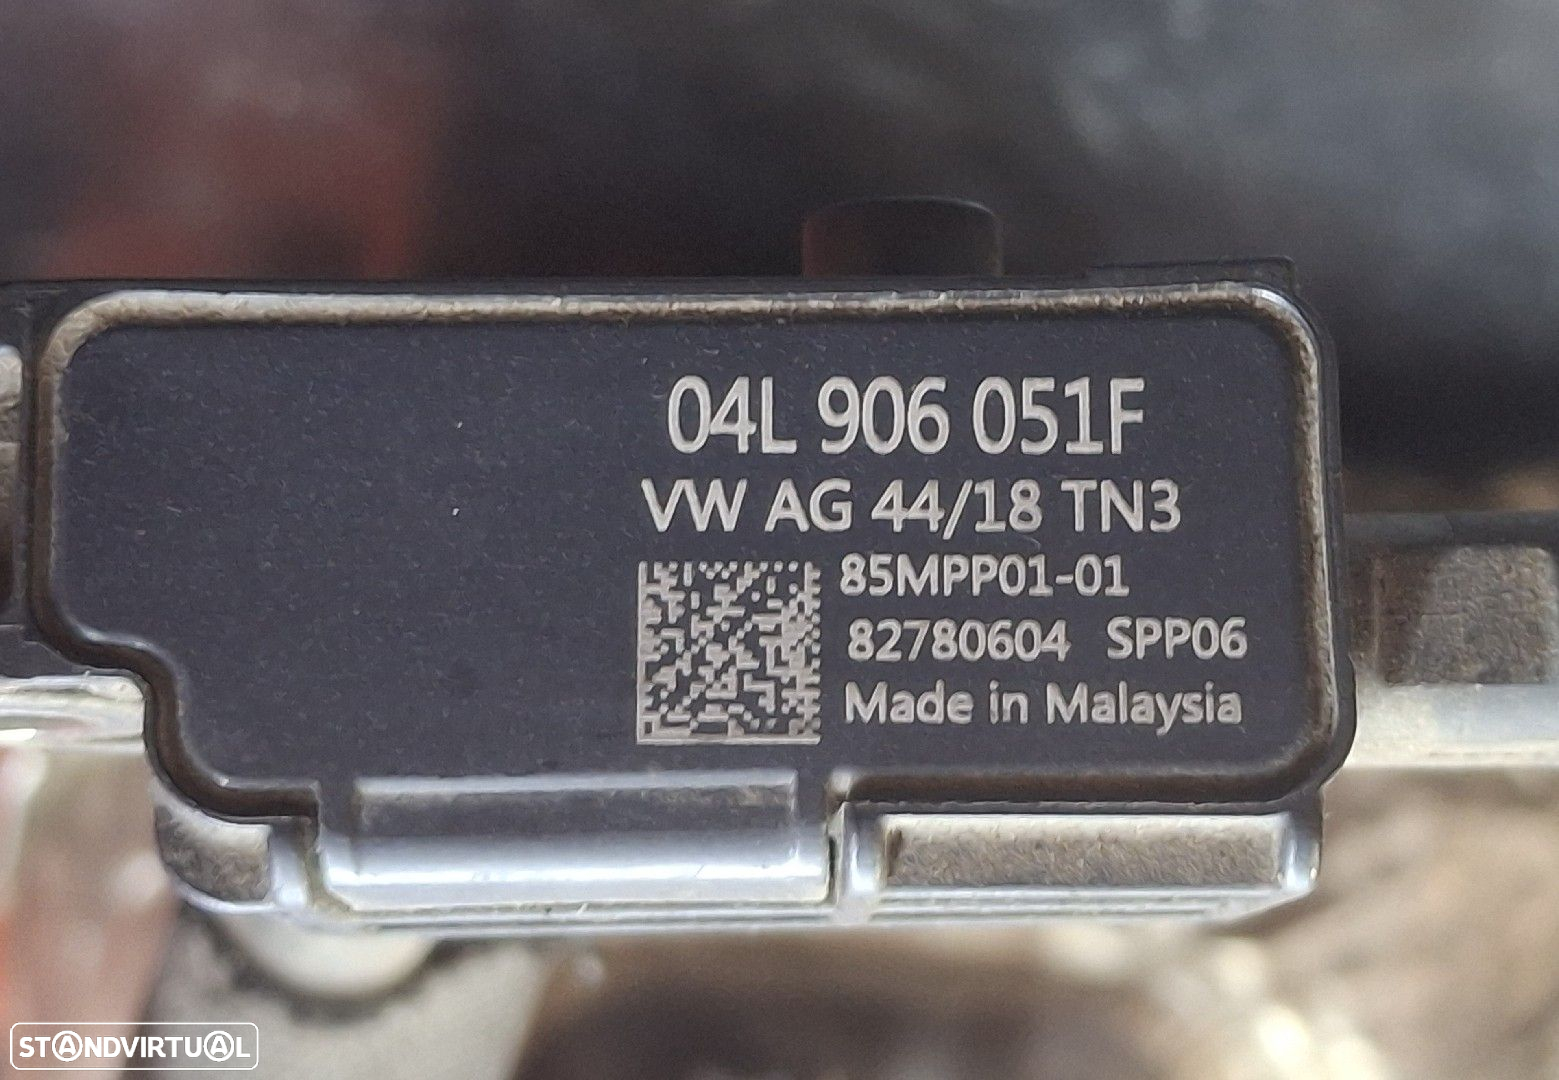 04L 906 051F
VW AG 44/18 TN3
85MPP01-01
82780604 SPP06
Made in Malaysia
STANDVIRTUAL